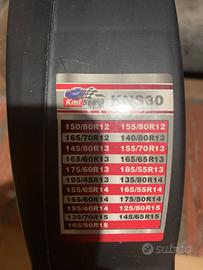 Kmt KNS30
150/80R12 155/80R12
165/70R12 140/80R13
145/80R13 155/70R13
165/60R13 165/65R13
175/60R13 185/55R13
195/45R13 135/80R14
155/65R14 165/55R14
165/60R14 175/50R14
195/40R14 125/80R15
135/70R15 145/65R15
165/50R15
subito